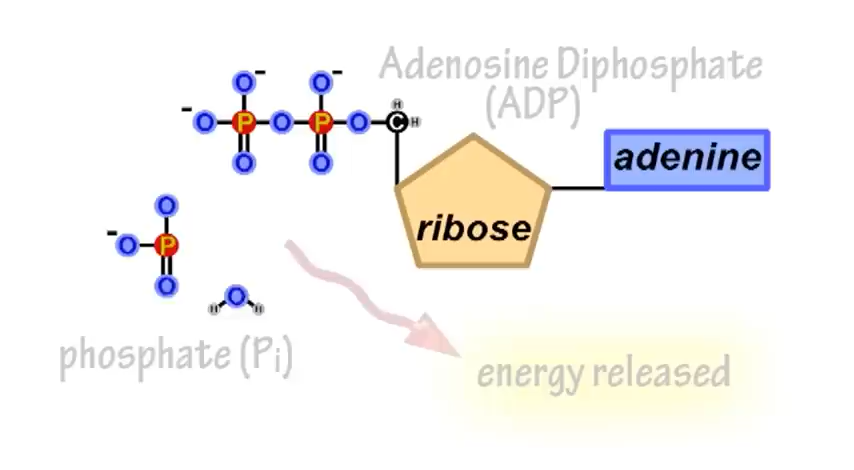 Adenosine Diphosphate
(ADP)
O⁻ O⁻
⁻O P O P O C H H
O O
adenine
ribose
O
⁻O P
O
O
H H
phosphate (Pi)
energy released